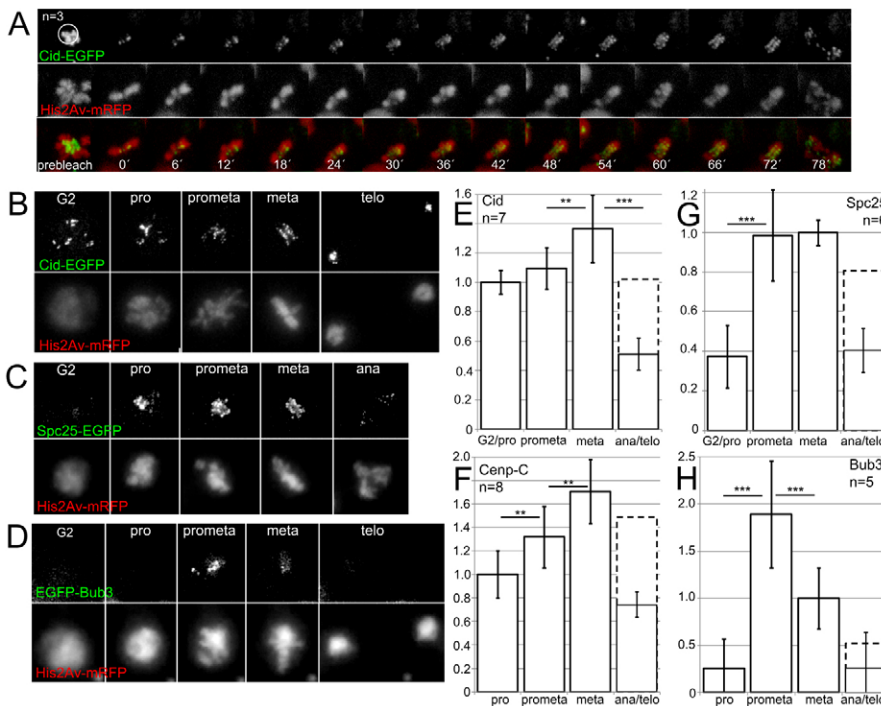 A
n=3
Cid-EGFP
His2Av-mRFP
prebleach 0´ 6´ 12´ 18´ 24´ 30´ 36´ 42´ 48´ 54´ 60´ 66´ 72´ 78´
B
G2 pro prometa meta telo
Cid-EGFP
His2Av-mRFP
C
G2 pro prometa meta ana
Spc25-EGFP
His2Av-mRFP
D
G2 pro prometa meta telo
EGFP-Bub3
His2Av-mRFP
E
Cid
n=7
** ***
1.6
1.4
1.2
1.0
0.8
0.6
0.4
0.2
0
G2/pro prometa meta ana/telo
F
Cenp-C
n=8
** **
2.0
1.8
1.6
1.4
1.2
1.0
0.8
0.6
0.4
0.2
0
pro prometa meta ana/telo
G
Spc25
***
1.2
1.0
0.8
0.6
0.4
0.2
0
G2/pro prometa meta ana/telo
H
Bub3
n=5
*** ***
2.5
2.0
1.5
1.0
0.5
0
pro prometa meta ana/telo